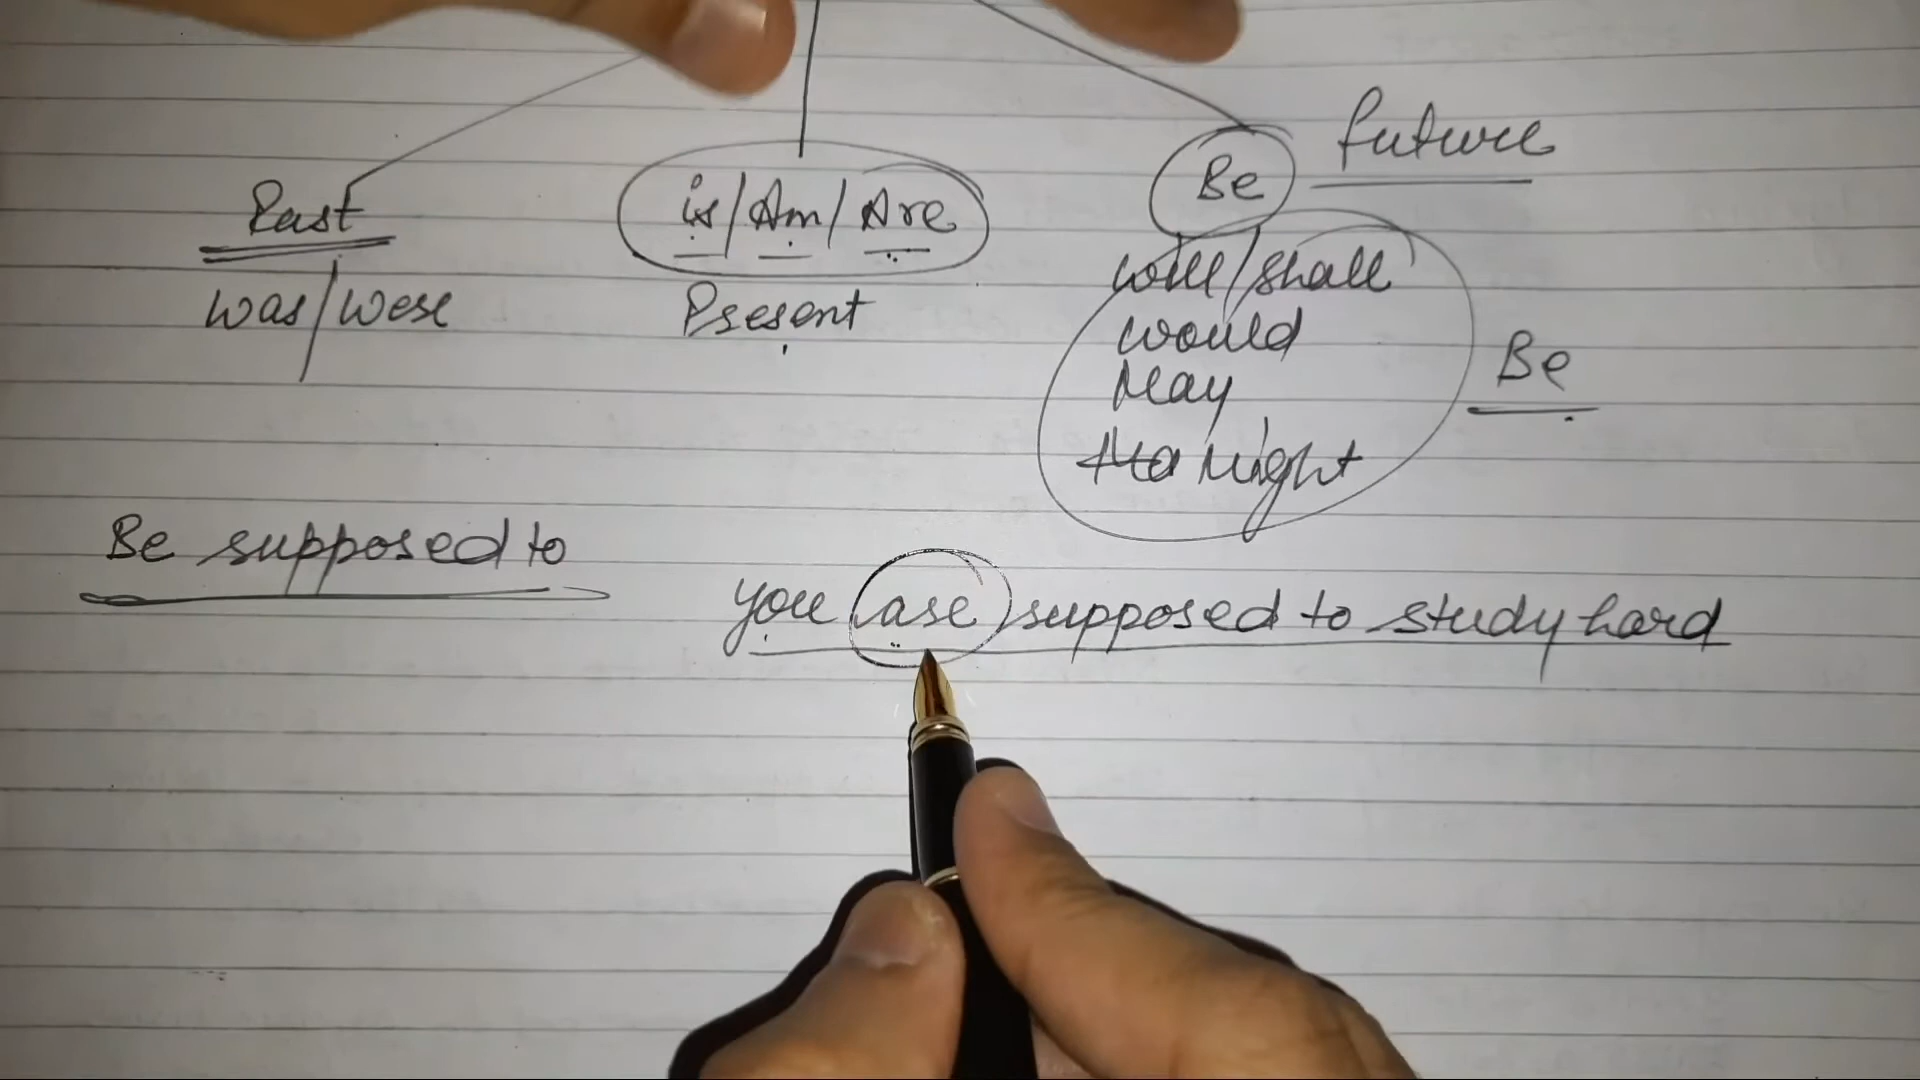 Past
was/were
is/Am/Are
Present
Be future
will/shall
would
May
Might
Be
Be supposed to
you are supposed to study hard